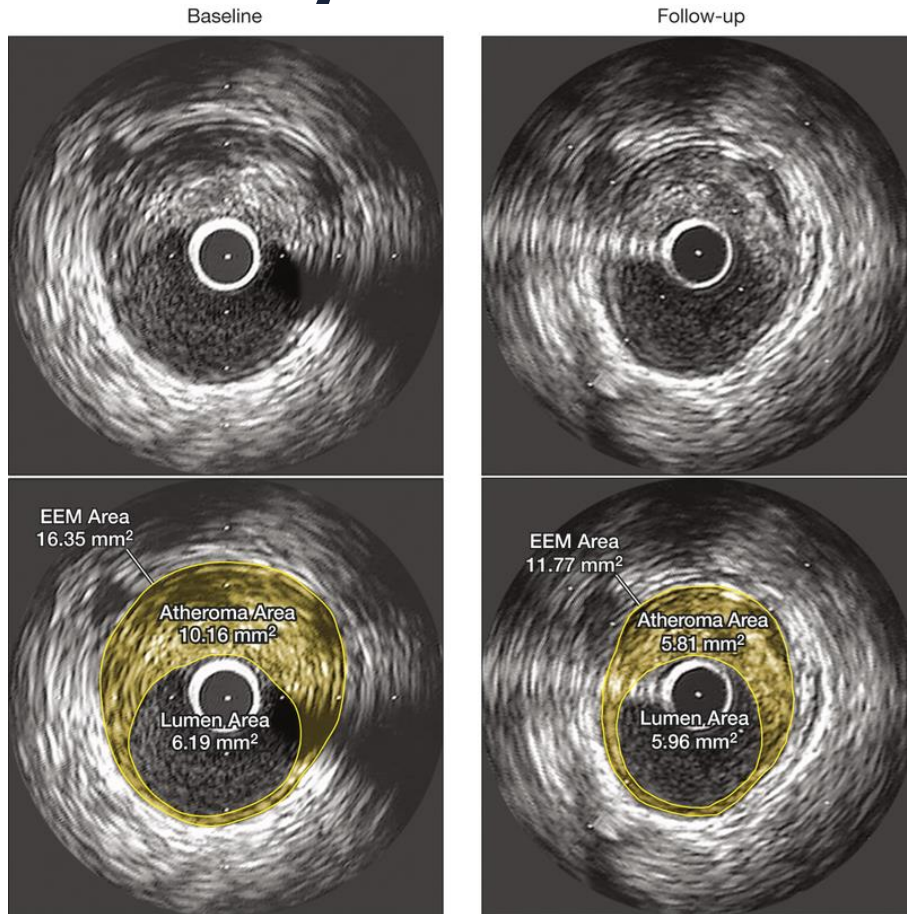 Baseline
Follow-up
EEM Area
16.35 mm²
Atheroma Area
10.16 mm²
Lumen Area
6.19 mm²
EEM Area
11.77 mm²
Atheroma Area
5.81 mm²
Lumen Area
5.96 mm²